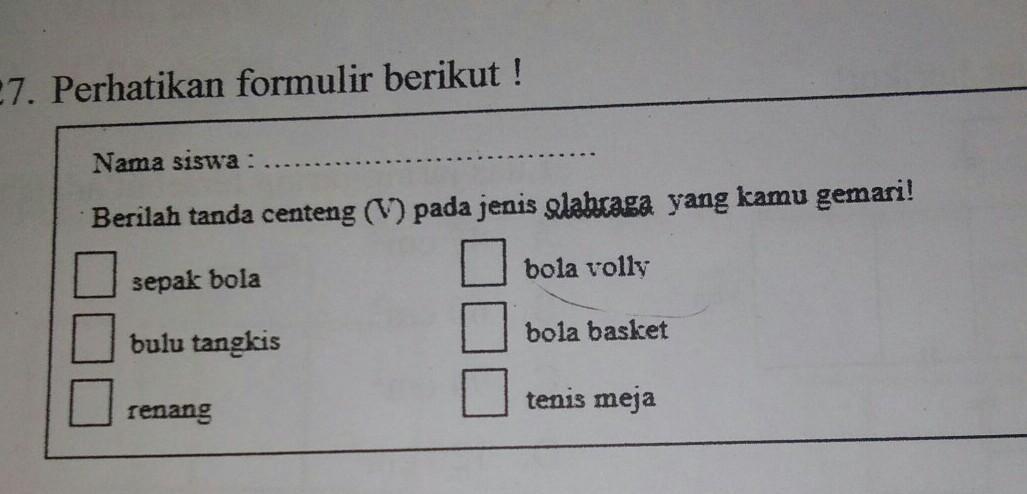 27. Perhatikan formulir berikut !
Nama siswa : ..................................
Berilah tanda centeng (V) pada jenis olahraga yang kamu gemari!
sepak bola
bola volly
bulu tangkis
bola basket
renang
tenis meja